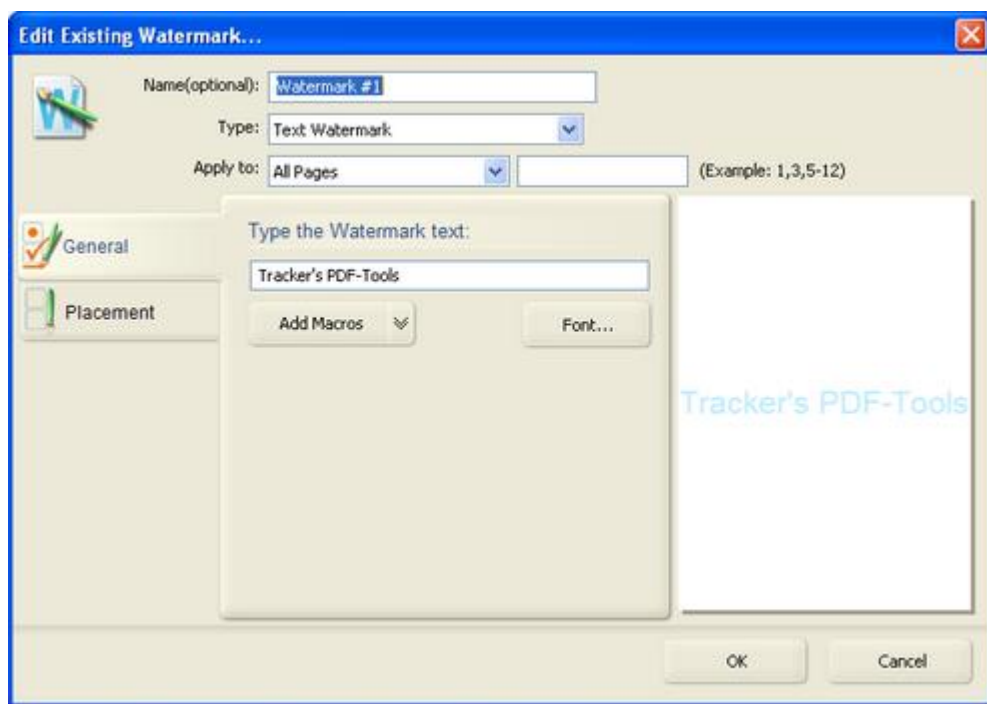 Edit Existing Watermark...
Name(optional): Watermark #1
Type: Text Watermark
Apply to: All Pages (Example: 1,3,5-12)
General
Placement
Type the Watermark text:
Tracker's PDF-Tools
Add Macros
Font...
Tracker's PDF-Tools
OK
Cancel